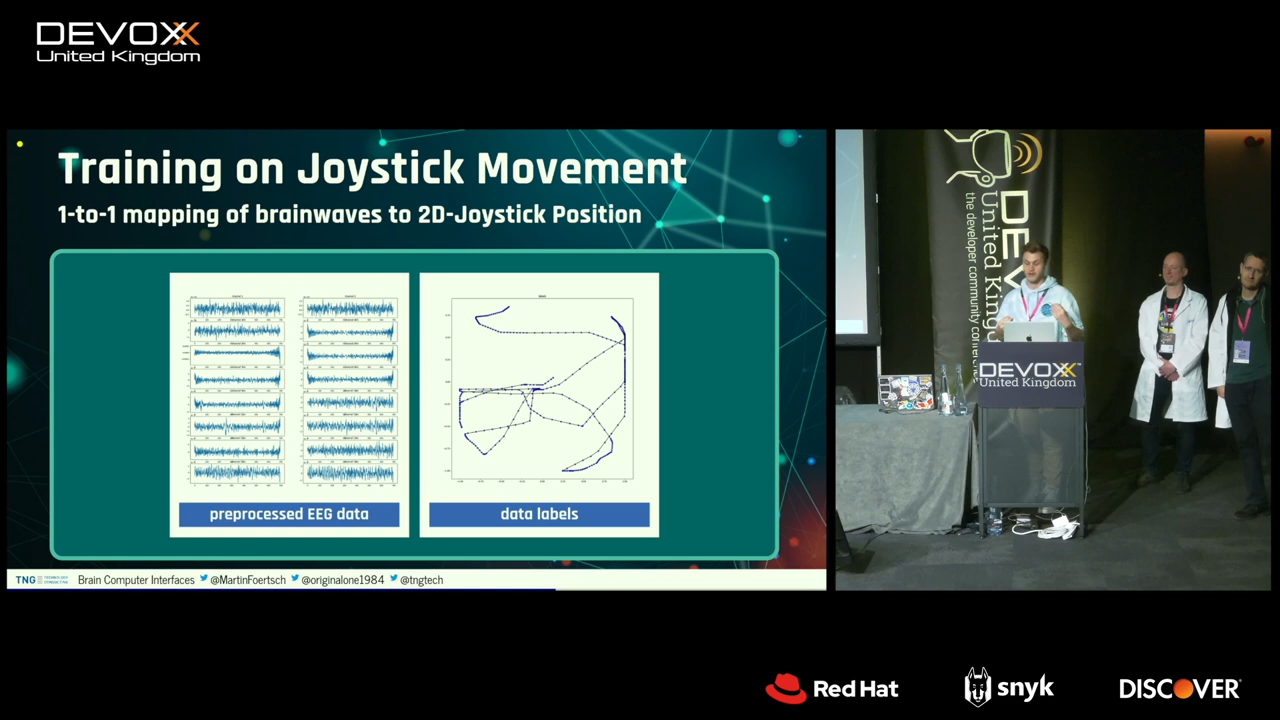 DEVOXX
United Kingdom
Training on Joystick Movement
1-to-1 mapping of brainwaves to 2D-Joystick Position
preprocessed EEG data
data labels
TNG TECHNOLOGY CONSULTING Brain Computer Interfaces @MartinFoertsch @originalone1984 @tngtech
DEVOXX
United Kingdom
the developer community conference
DEVOXX
United Kingdom
Red Hat
snyk
DISCOVER